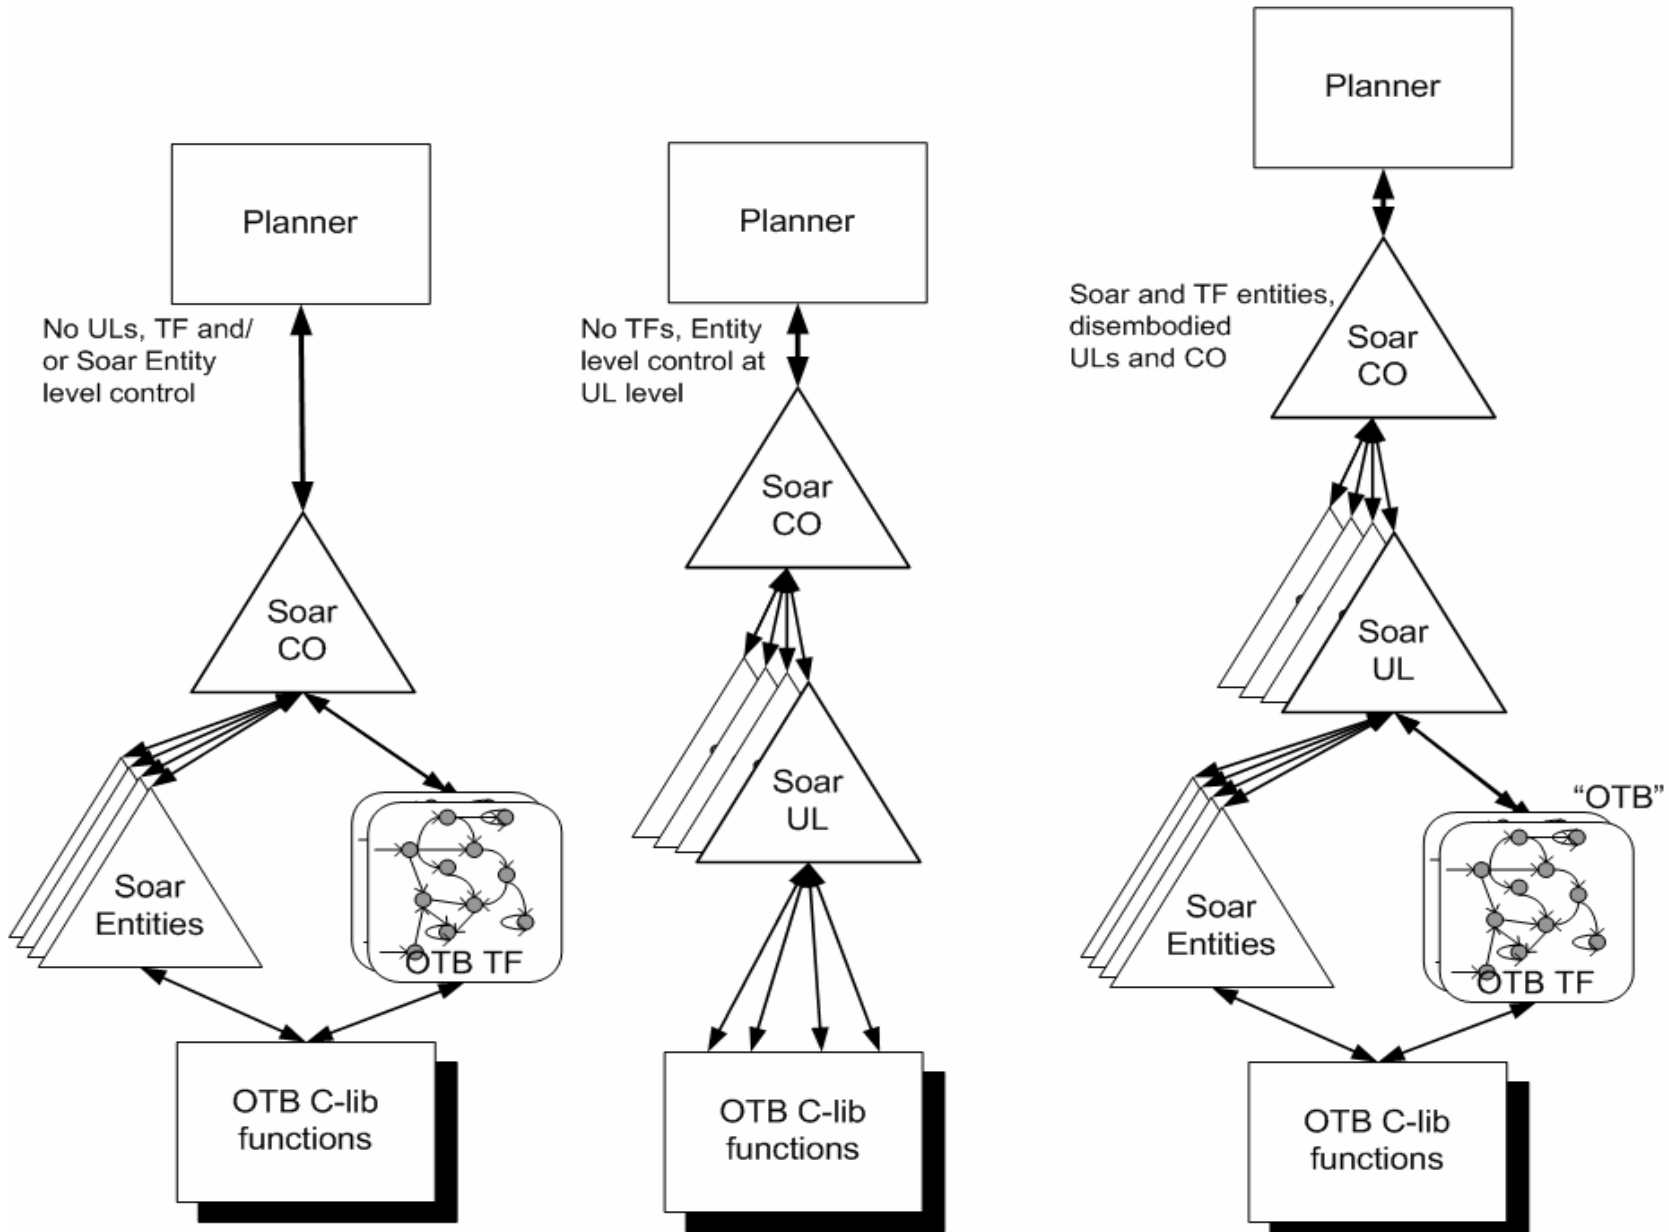 Planner
No ULs, TF and/
or Soar Entity
level control
Soar
CO
Soar
Entities
OTB TF
OTB C-lib
functions
Planner
No TFs, Entity
level control at
UL level
Soar
CO
Soar
UL
OTB C-lib
functions
Planner
Soar and TF entities,
disembodied
ULs and CO
Soar
CO
Soar
UL
“OTB”
Soar
Entities
OTB TF
OTB C-lib
functions